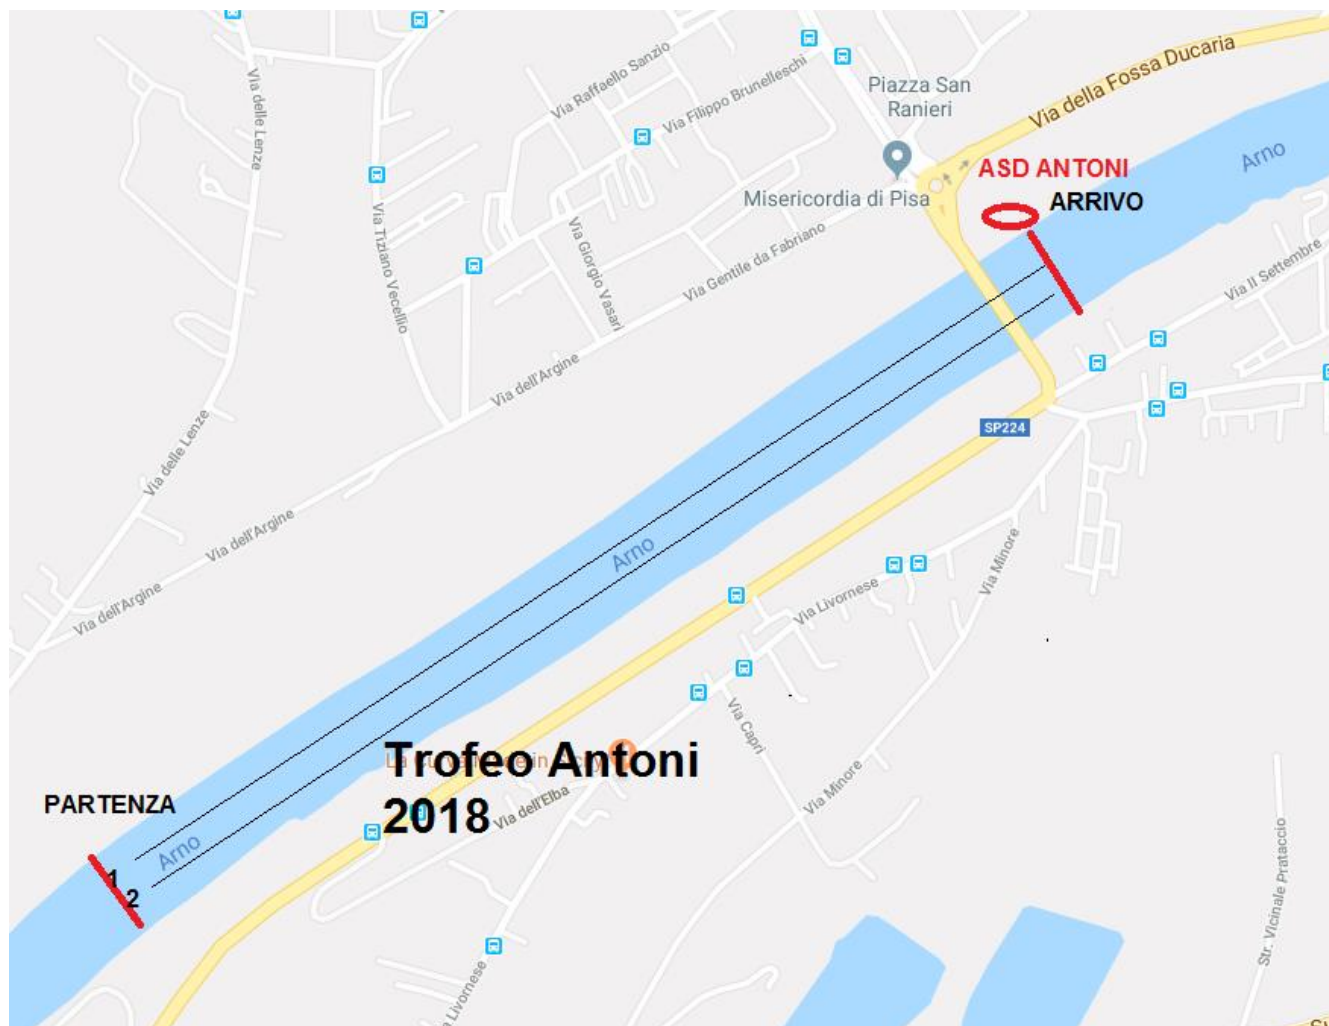 Via delle Lenze
Via Raffaello Sanzio
Via Filippo Brunelleschi
Piazza San
Ranieri
Via della Fossa Ducaria
Arno
ASD ANTONI
ARRIVO
Misericordia di Pisa
Via Tiziano Vecellio
Via Giorgio Vasari
Via Gentile da Fabriano
Via II Settembre
Via dell'Argine
Via delle Lenze
SP224
Via dell'Argine
Arno
Via Minore
Via dell'Argine
Via Livornese
Via Capri
Trofeo Antoni
2018
PARTENZA
Via dell'Elba
Via Minore
Arno
1
2
Str. Vicinale Prataccio
Livornese